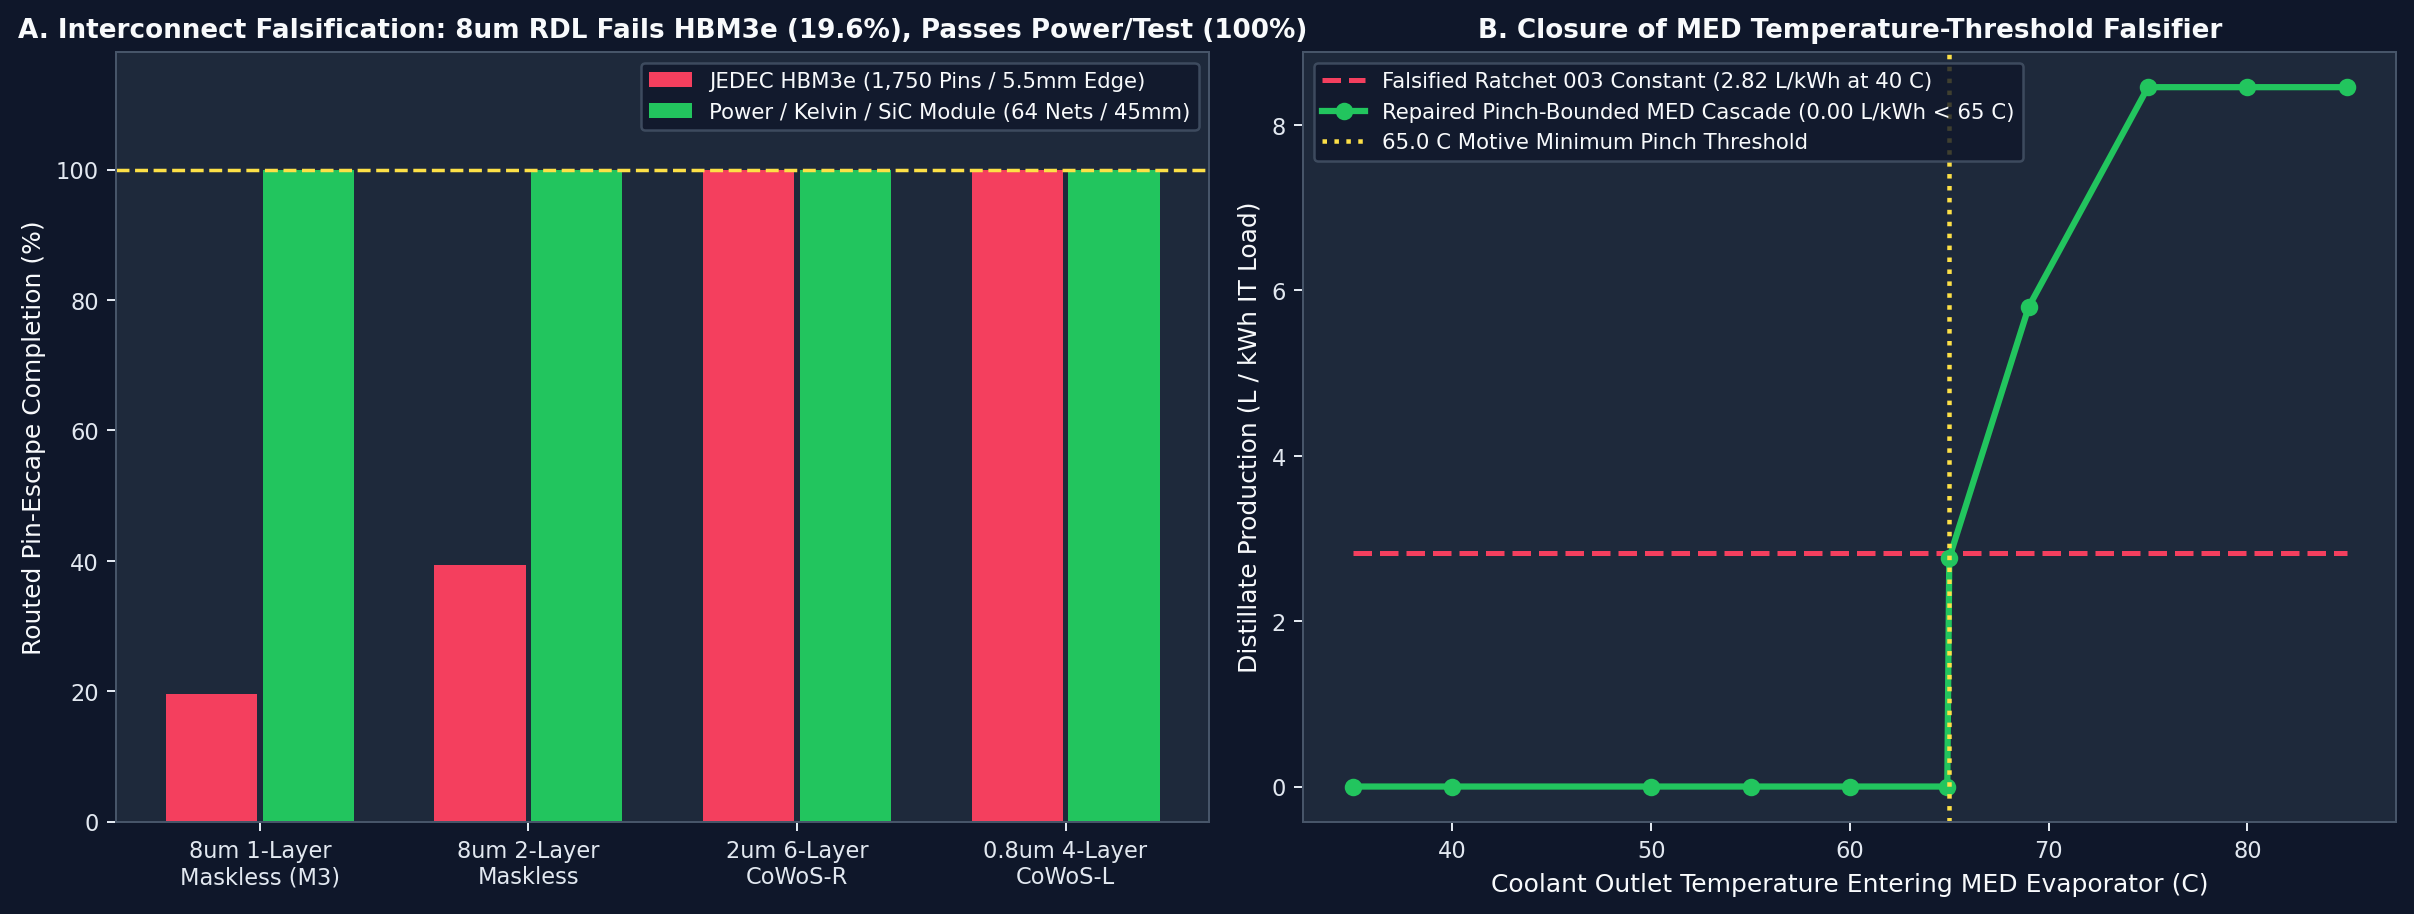 A. Interconnect Falsification: 8um RDL Fails HBM3e (19.6%), Passes Power/Test (100%)
JEDEC HBM3e (1,750 Pins / 5.5mm Edge)
Power / Kelvin / SiC Module (64 Nets / 45mm)
Routed Pin-Escape Completion (%)
100
80
60
40
20
0
8um 1-Layer
Maskless (M3)
8um 2-Layer
Maskless
2um 6-Layer
CoWoS-R
0.8um 4-Layer
CoWoS-L
B. Closure of MED Temperature-Threshold Falsifier
Falsified Ratchet 003 Constant (2.82 L/kWh at 40 C)
Repaired Pinch-Bounded MED Cascade (0.00 L/kWh < 65 C)
65.0 C Motive Minimum Pinch Threshold
Distillate Production (L / kWh IT Load)
8
6
4
2
0
40
50
60
70
80
Coolant Outlet Temperature Entering MED Evaporator (C)